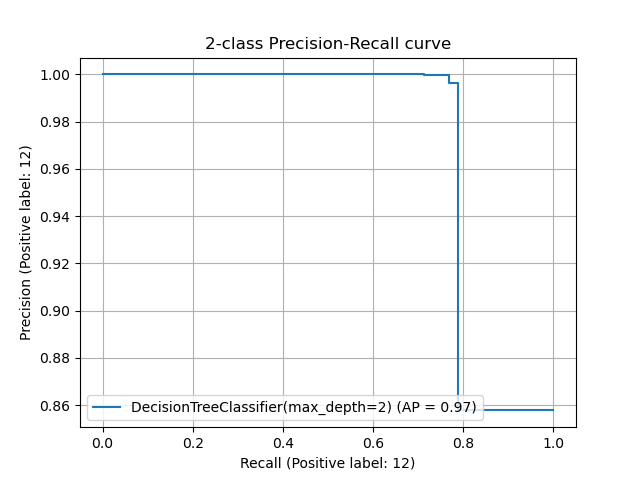 2-class Precision-Recall curve
1.00
0.98
0.96
0.94
0.92
0.90
0.88
0.86
Precision (Positive label: 12)
DecisionTreeClassifier(max_depth=2) (AP = 0.97)
0.0 0.2 0.4 0.6 0.8 1.0
Recall (Positive label: 12)